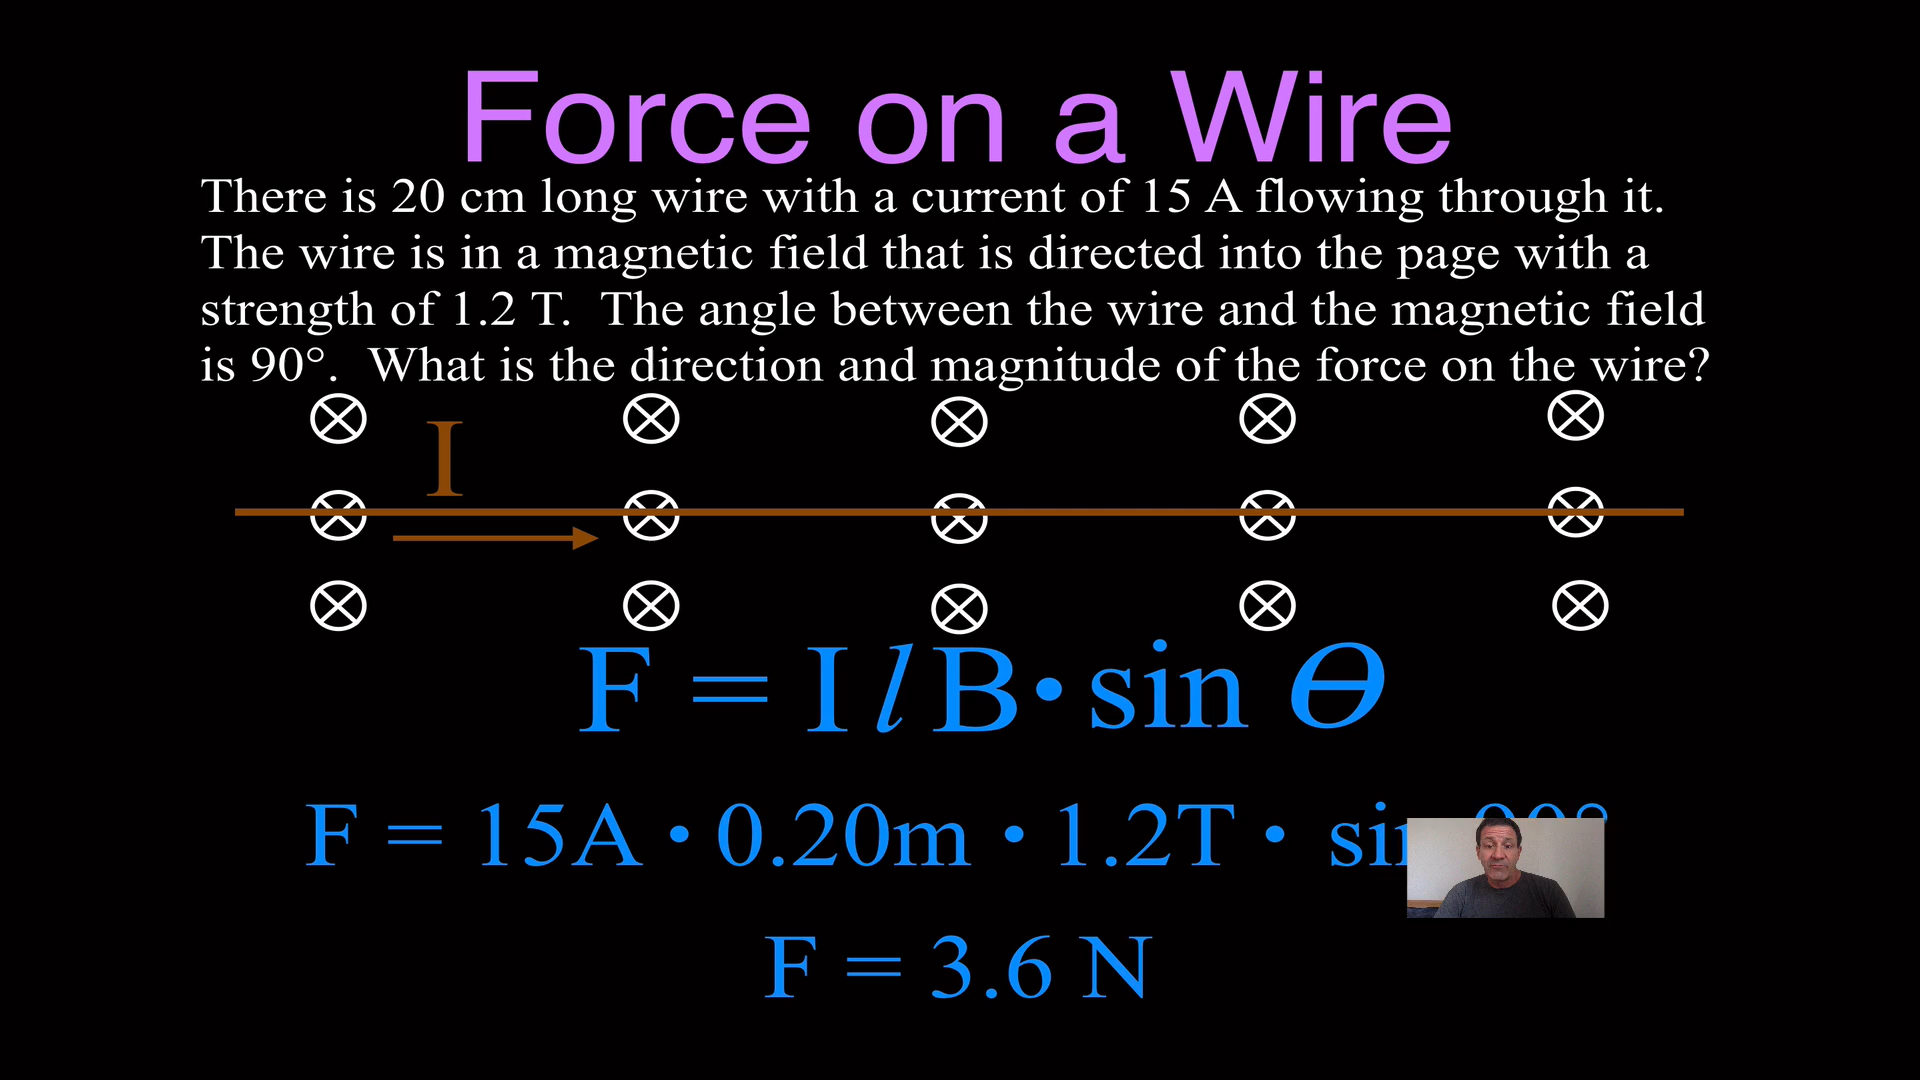 Force on a Wire
There is 20 cm long wire with a current of 15 A flowing through it.
The wire is in a magnetic field that is directed into the page with a
strength of 1.2 T.  The angle between the wire and the magnetic field
is 90°.  What is the direction and magnitude of the force on the wire?
I
F = I l B•sin Θ
F = 15A • 0.20m • 1.2T •
F = 3.6 N